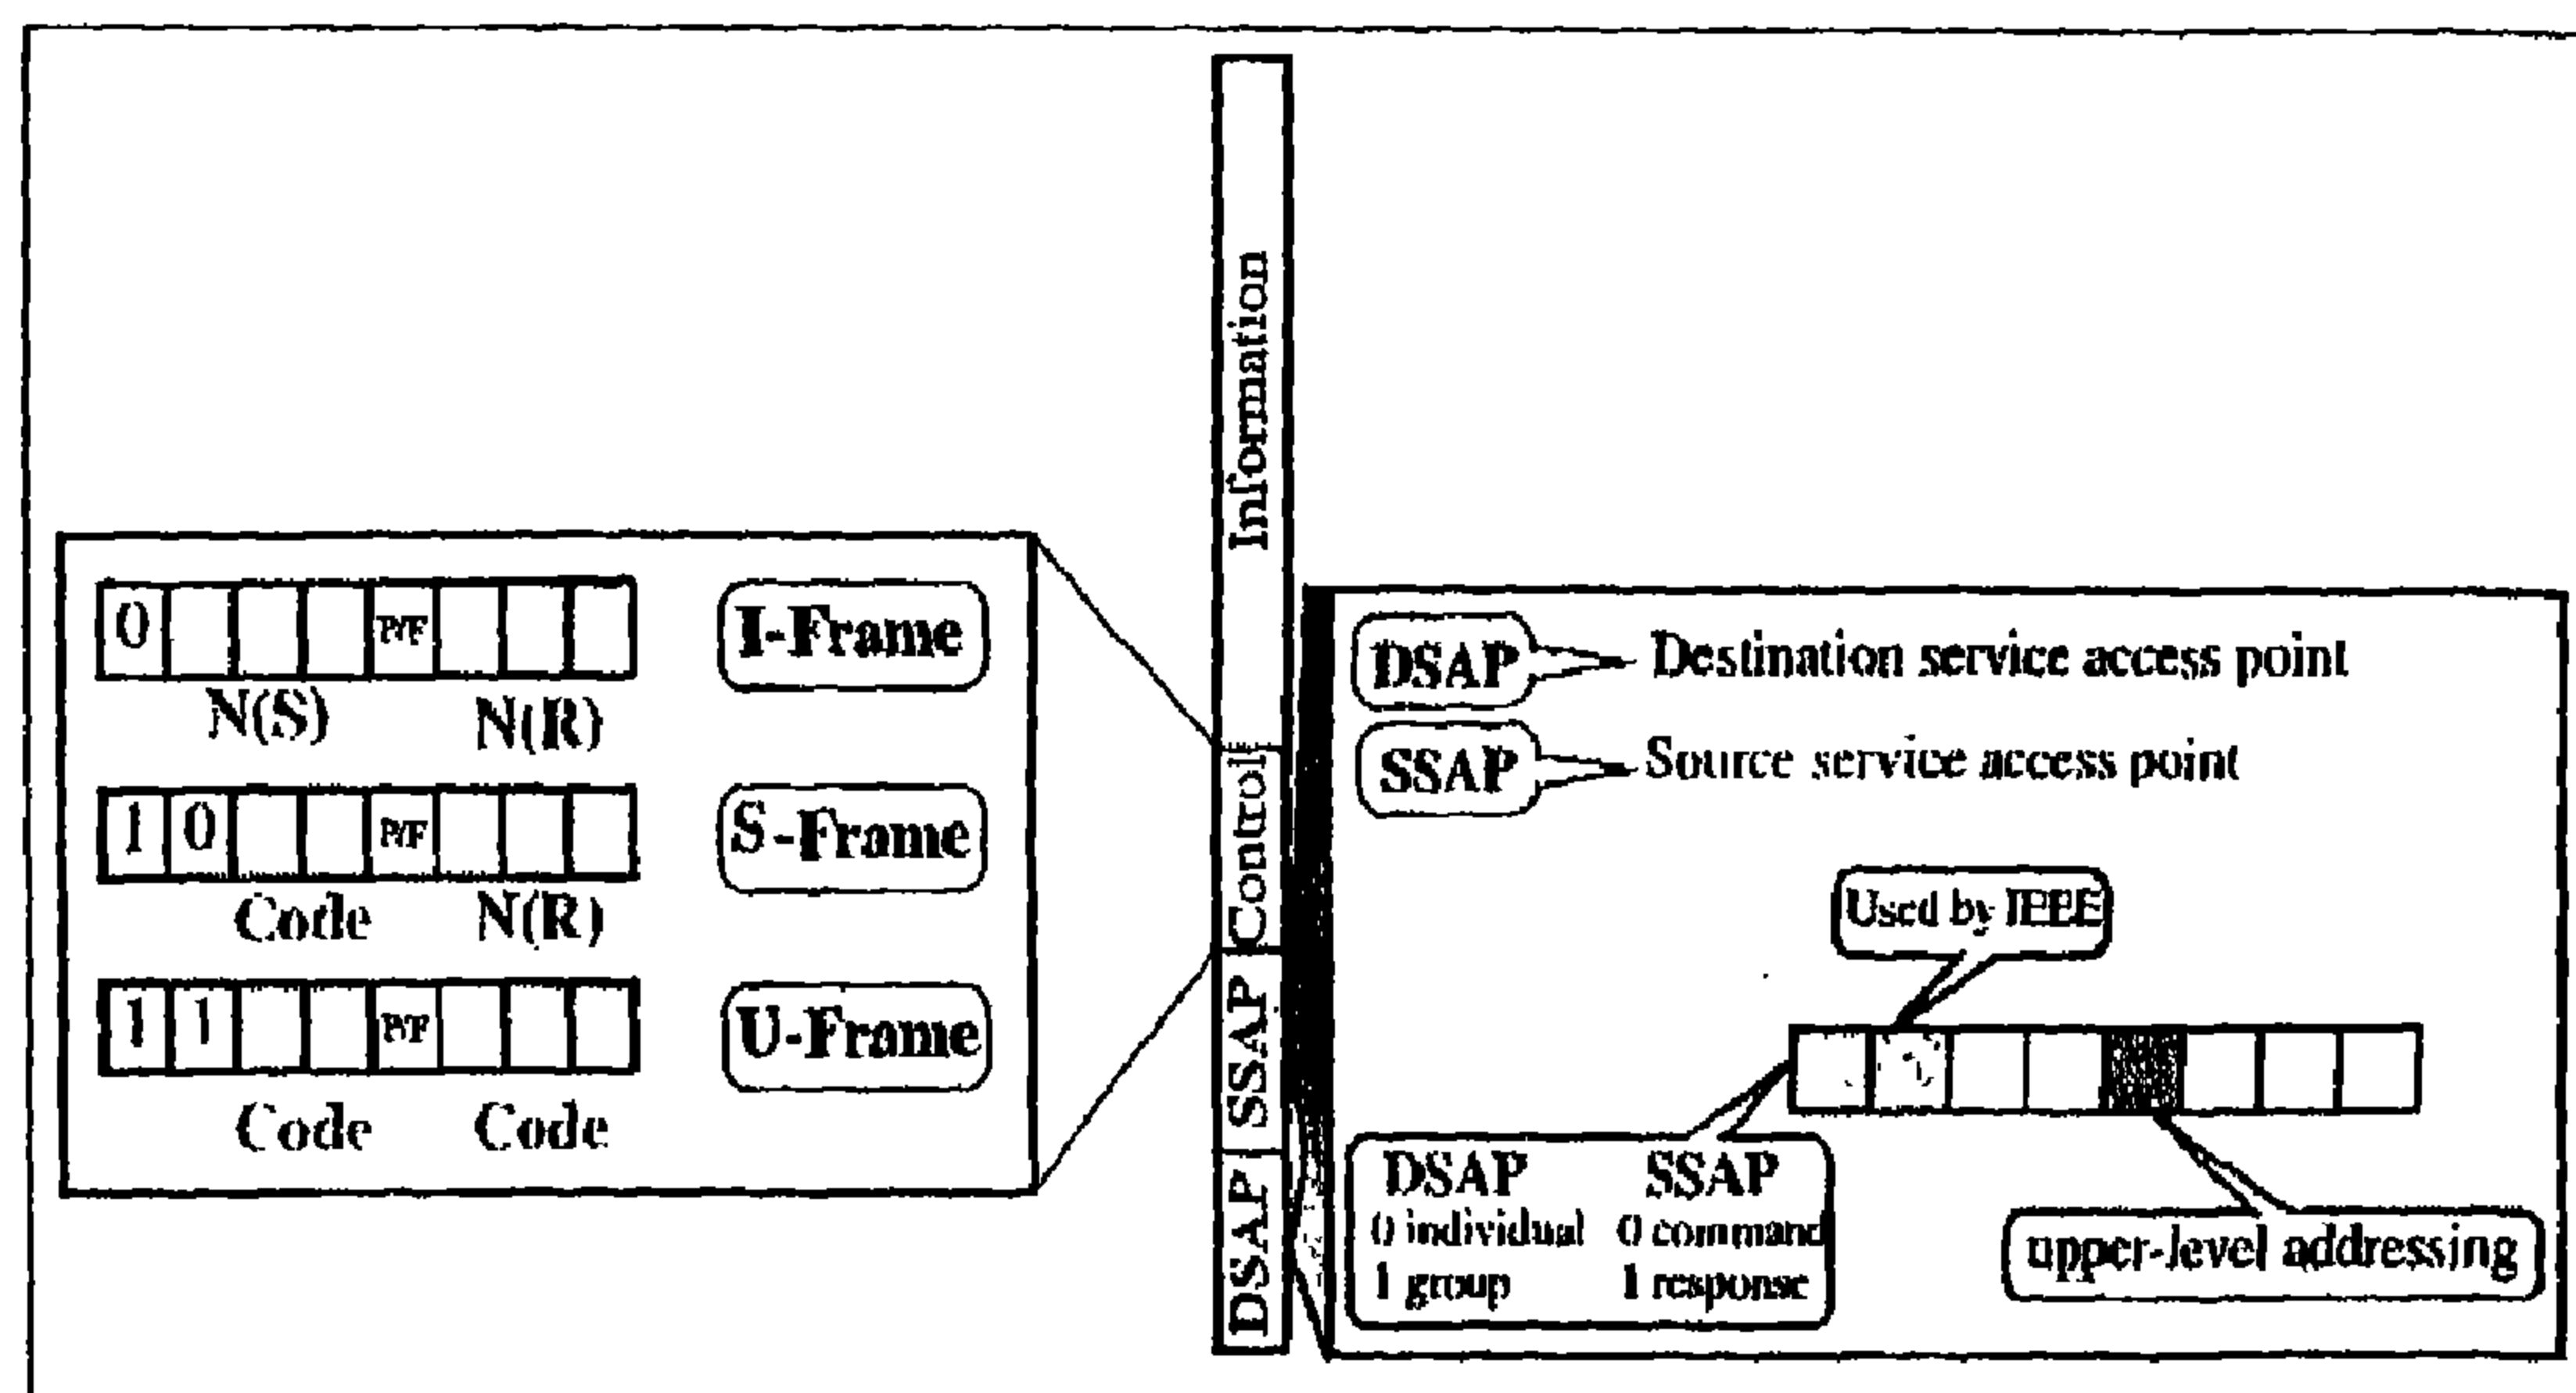 0 P/F
I-Frame
N(S) N(R)
1 0 P/F
S-Frame
Code N(R)
1 1 P/F
U-Frame
Code Code
Information
Control
SSAP
DSAP
DSAP Destination service access point
SSAP Source service access point
Used by IEEE
DSAP SSAP
0 individual 0 command
1 group 1 response
upper-level addressing